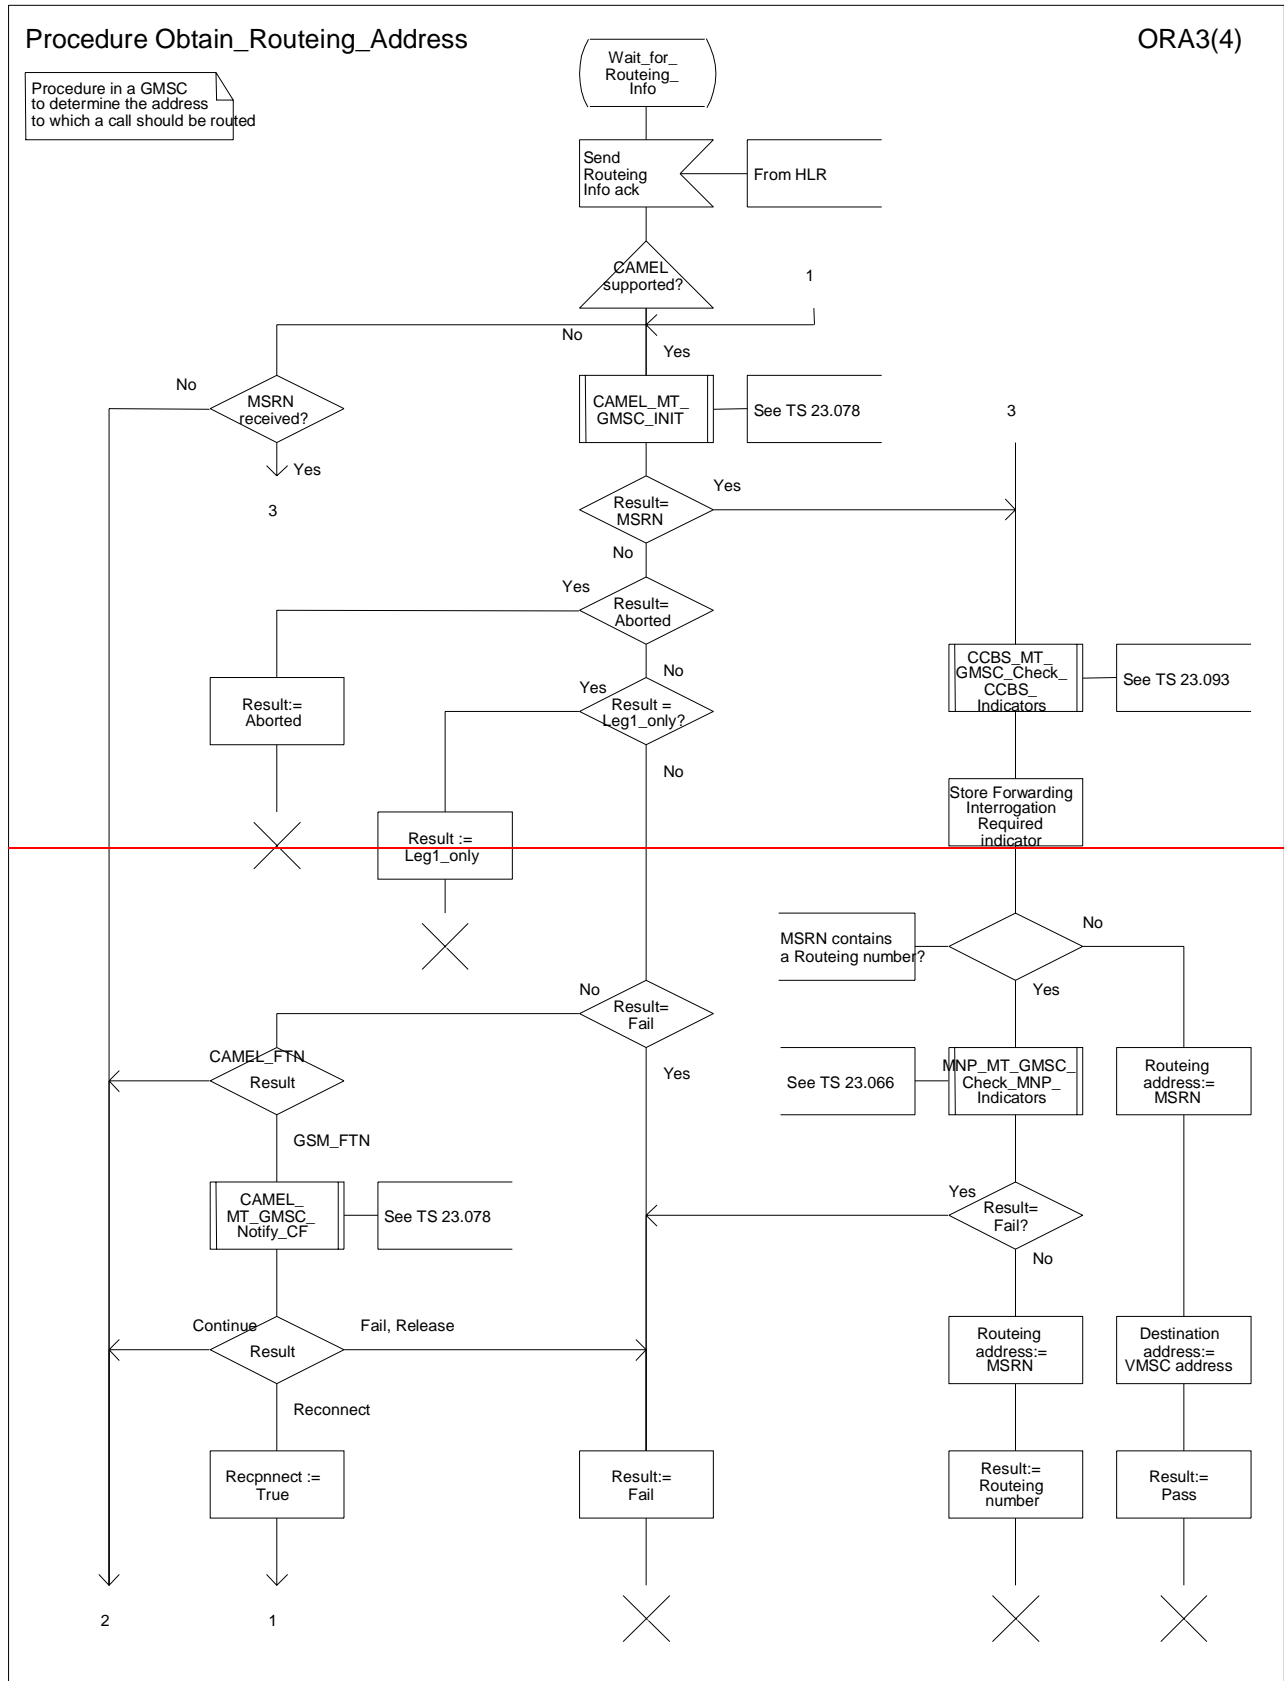 Procedure Obtain_Routeing_Address
ORA3(4)
Procedure in a GMSC
to determine the address
to which a call should be routed
Wait_for_
Routeing_
Info
Send
Routeing
Info ack
From HLR
CAMEL
supported?
1
No
Yes
No
MSRN
received?
CAMEL_MT_
GMSC_INIT
See TS 23.078
3
Yes
3
Result=
MSRN
Yes
No
Yes
Result=
Aborted
No
CCBS_MT_
GMSC_Check_
CCBS_
Indicators
See TS 23.093
Result:=
Aborted
Yes
Result =
Leg1_only?
No
Store Forwarding
Interrogation
Required
indicator
Result :=
Leg1_only
MSRN contains
a Routeing number?
No
Yes
No
Result=
Fail
Yes
CAMEL_FTN
Result
GSM_FTN
See TS 23.066
MNP_MT_GMSC_
Check_MNP_
Indicators
Routeing
address:=
MSRN
CAMEL_
MT_GMSC_
Notify_CF
See TS 23.078
Yes
Result=
Fail?
No
Continue
Result
Fail, Release
Reconnect
Routeing
address:=
MSRN
Destination
address:=
VMSC address
Recpnnect :=
True
Result:=
Fail
Result:=
Routeing
number
Result:=
Pass
2
1